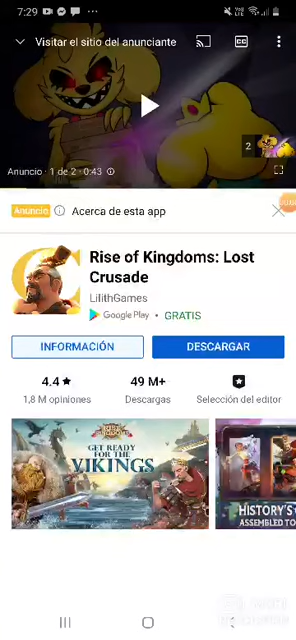 7:29
Visitar el sitio del anunciante
CC
2
Anuncio · 1 de 2 · 0:43
Anuncio
Acerca de esta app
Rise of Kingdoms: Lost
Crusade
LilithGames
Google Play • GRATIS
INFORMACIÓN
DESCARGAR
4.4 ★
49 M+
1,8 M opiniones
Descargas
Selección del editor
GET READY
FOR THE
VIKINGS
HISTORY'S
ASSEMBLED TO